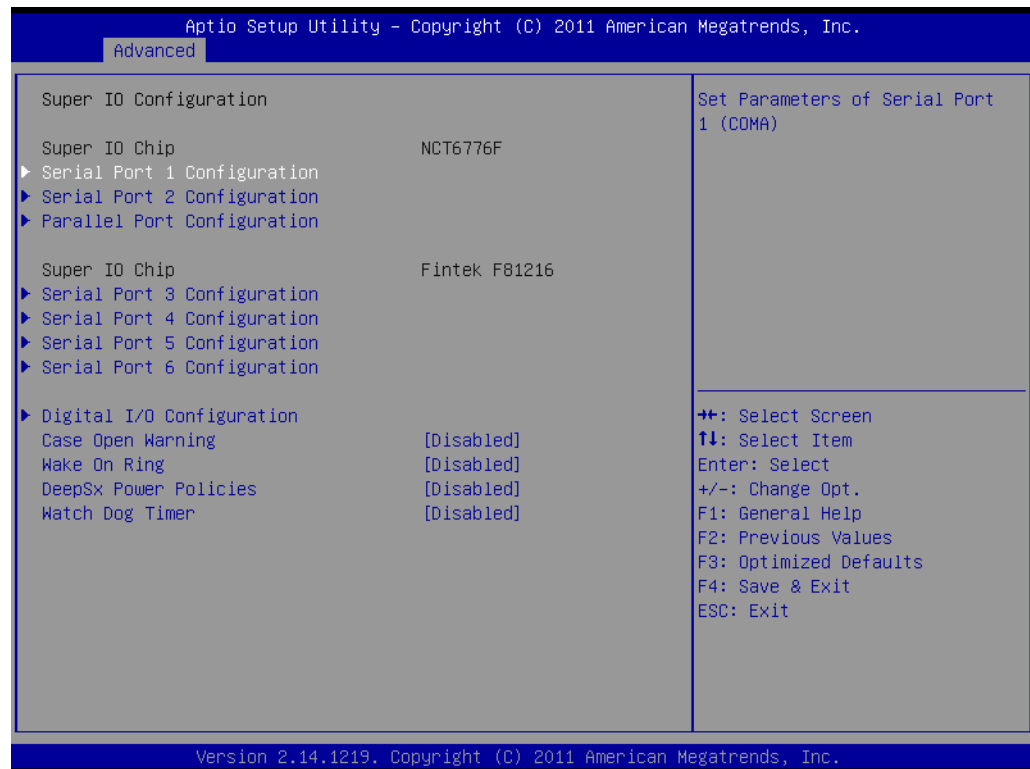 Aptio Setup Utility – Copyright (C) 2011 American Megatrends, Inc.
Advanced
Super IO Configuration
Super IO Chip NCT6776F
▶ Serial Port 1 Configuration
▶ Serial Port 2 Configuration
▶ Parallel Port Configuration
Super IO Chip Fintek F81216
▶ Serial Port 3 Configuration
▶ Serial Port 4 Configuration
▶ Serial Port 5 Configuration
▶ Serial Port 6 Configuration
▶ Digital I/O Configuration
Case Open Warning [Disabled]
Wake On Ring [Disabled]
DeepSx Power Policies [Disabled]
Watch Dog Timer [Disabled]
Set Parameters of Serial Port
1 (COMA)
→←: Select Screen
↑↓: Select Item
Enter: Select
+/-: Change Opt.
F1: General Help
F2: Previous Values
F3: Optimized Defaults
F4: Save & Exit
ESC: Exit
Version 2.14.1219. Copyright (C) 2011 American Megatrends, Inc.